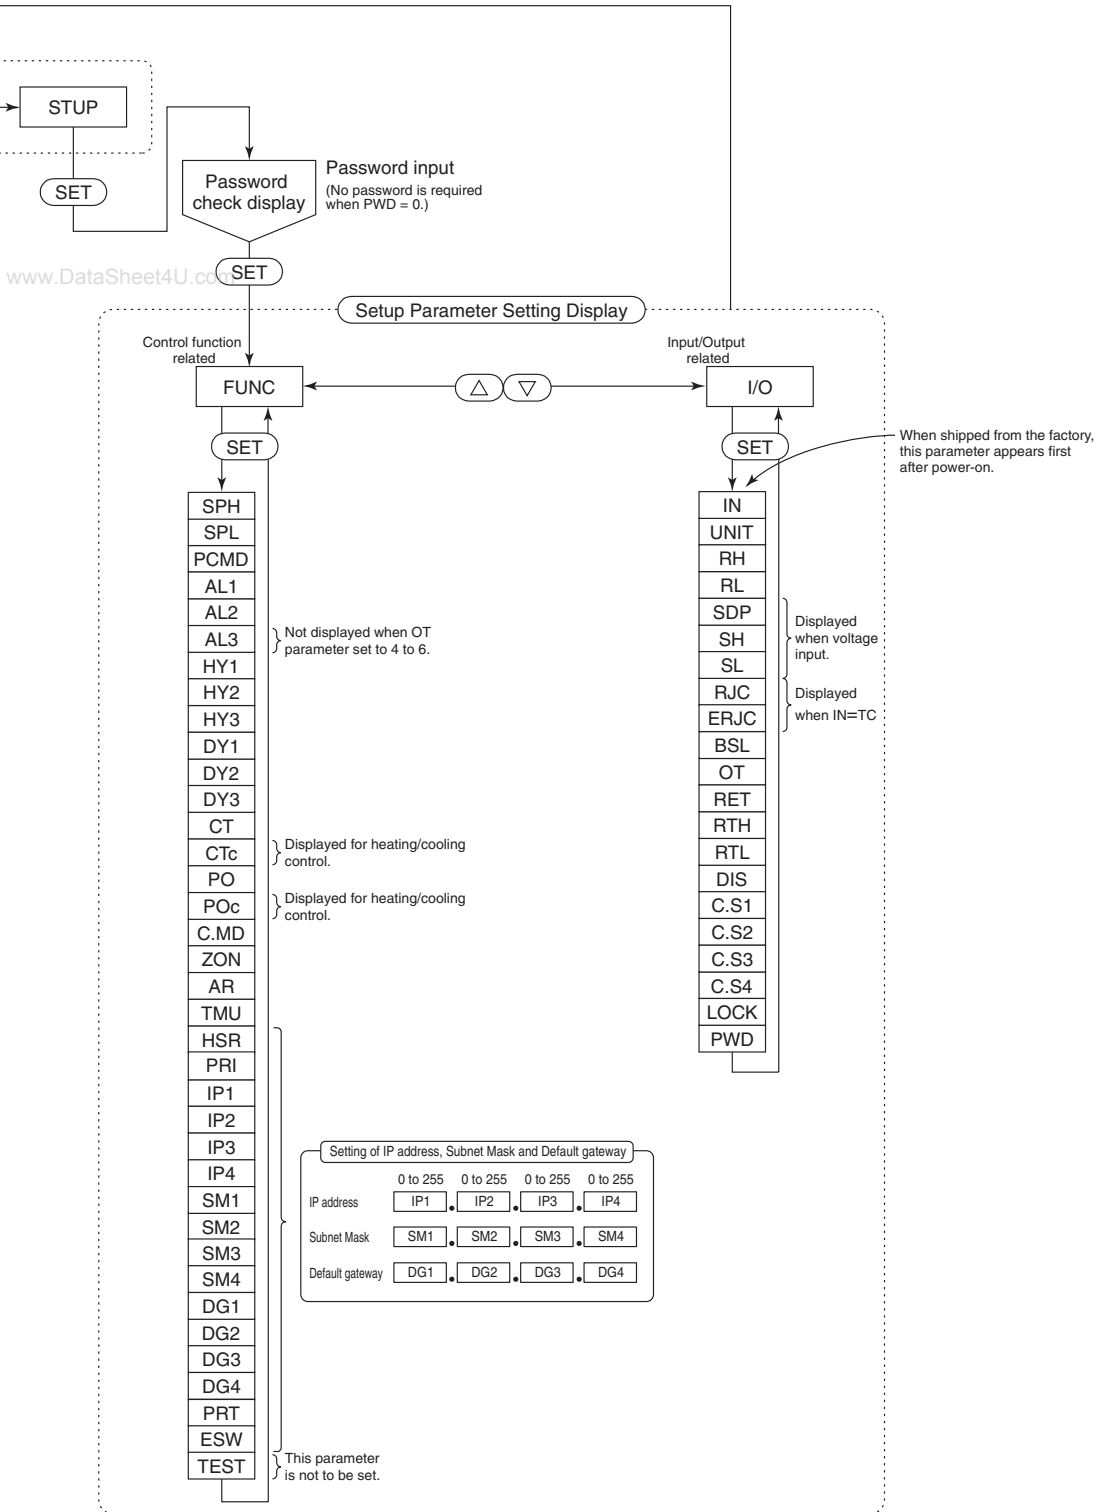 STUP
SET
Password
check display
Password input
(No password is required
when PWD = 0.)
www.DataSheet4U.com
SET
Setup Parameter Setting Display
Control function
related
FUNC
△ ▽
Input/Output
related
I/O
SET
SET
When shipped from the factory,
this parameter appears first
after power-on.
SPH
SPL
PCMD
AL1
AL2
AL3
Not displayed when OT
parameter set to 4 to 6.
HY1
HY2
HY3
DY1
DY2
DY3
CT
CTc
Displayed for heating/cooling
control.
PO
POc
Displayed for heating/cooling
control.
C.MD
ZON
AR
TMU
HSR
PRI
IP1
IP2
IP3
IP4
SM1
SM2
SM3
SM4
DG1
DG2
DG3
DG4
PRT
ESW
TEST
This parameter
is not to be set.
IN
UNIT
RH
RL
SDP
SH
SL
Displayed
when voltage
input.
RJC
ERJC
Displayed
when IN=TC
BSL
OT
RET
RTH
RTL
DIS
C.S1
C.S2
C.S3
C.S4
LOCK
PWD
Setting of IP address, Subnet Mask and Default gateway
0 to 255 0 to 255 0 to 255 0 to 255
IP address IP1 . IP2 . IP3 . IP4
Subnet Mask SM1 . SM2 . SM3 . SM4
Default gateway DG1 . DG2 . DG3 . DG4